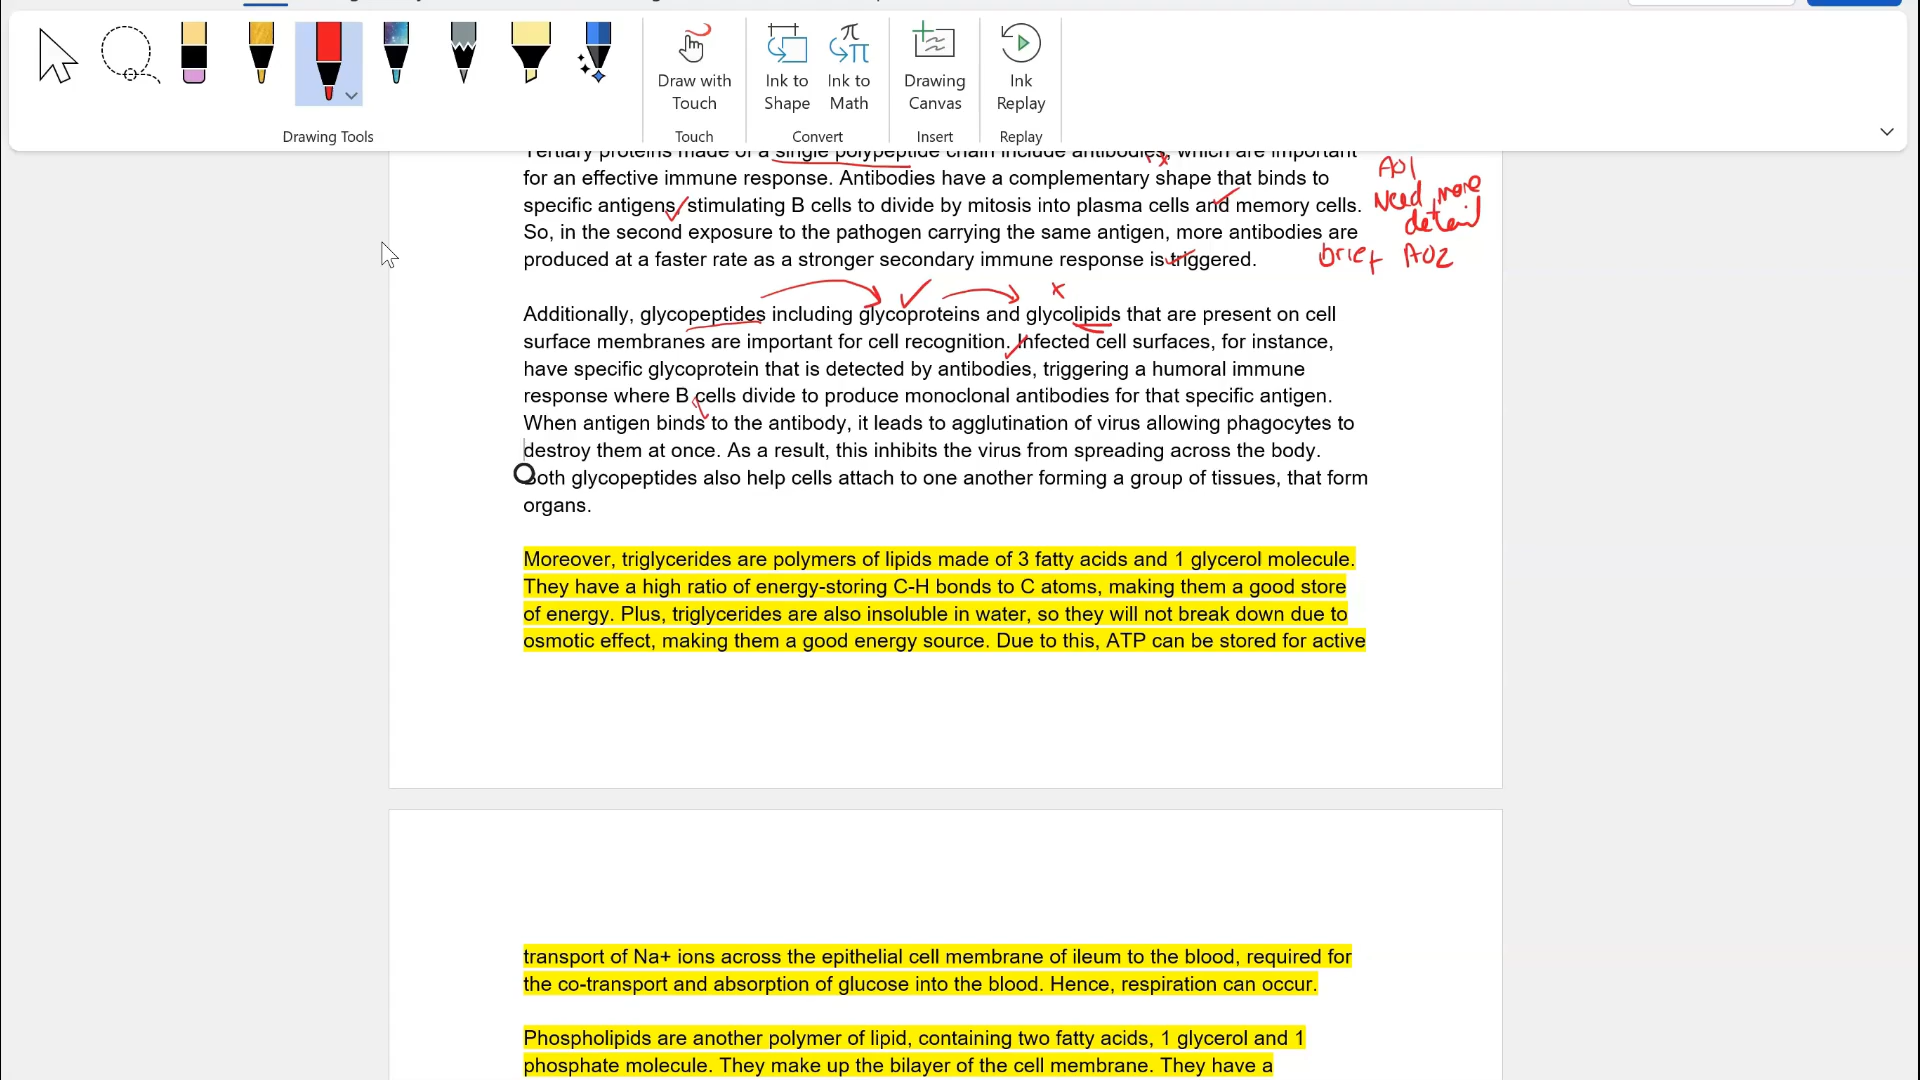 Draw with Touch
Ink to Shape
Ink to Math
Drawing Canvas
Ink Replay
Drawing Tools
Touch
Convert
Insert
Replay
Tertiary proteins made of a single polypeptide chain include antibodies, which are important
for an effective immune response. Antibodies have a complementary shape that binds to
specific antigens, stimulating B cells to divide by mitosis into plasma cells and memory cells.
So, in the second exposure to the pathogen carrying the same antigen, more antibodies are
produced at a faster rate as a stronger secondary immune response is triggered.
AO1
Need more
detail
brief AO2
Additionally, glycopeptides including glycoproteins and glycolipids that are present on cell
surface membranes are important for cell recognition. Infected cell surfaces, for instance,
have specific glycoprotein that is detected by antibodies, triggering a humoral immune
response where B cells divide to produce monoclonal antibodies for that specific antigen.
When antigen binds to the antibody, it leads to agglutination of virus allowing phagocytes to
destroy them at once. As a result, this inhibits the virus from spreading across the body.
Both glycopeptides also help cells attach to one another forming a group of tissues, that form
organs.
Moreover, triglycerides are polymers of lipids made of 3 fatty acids and 1 glycerol molecule.
They have a high ratio of energy-storing C-H bonds to C atoms, making them a good store
of energy. Plus, triglycerides are also insoluble in water, so they will not break down due to
osmotic effect, making them a good energy source. Due to this, ATP can be stored for active
transport of Na+ ions across the epithelial cell membrane of ileum to the blood, required for
the co-transport and absorption of glucose into the blood. Hence, respiration can occur.
Phospholipids are another polymer of lipid, containing two fatty acids, 1 glycerol and 1
phosphate molecule. They make up the bilayer of the cell membrane. They have a